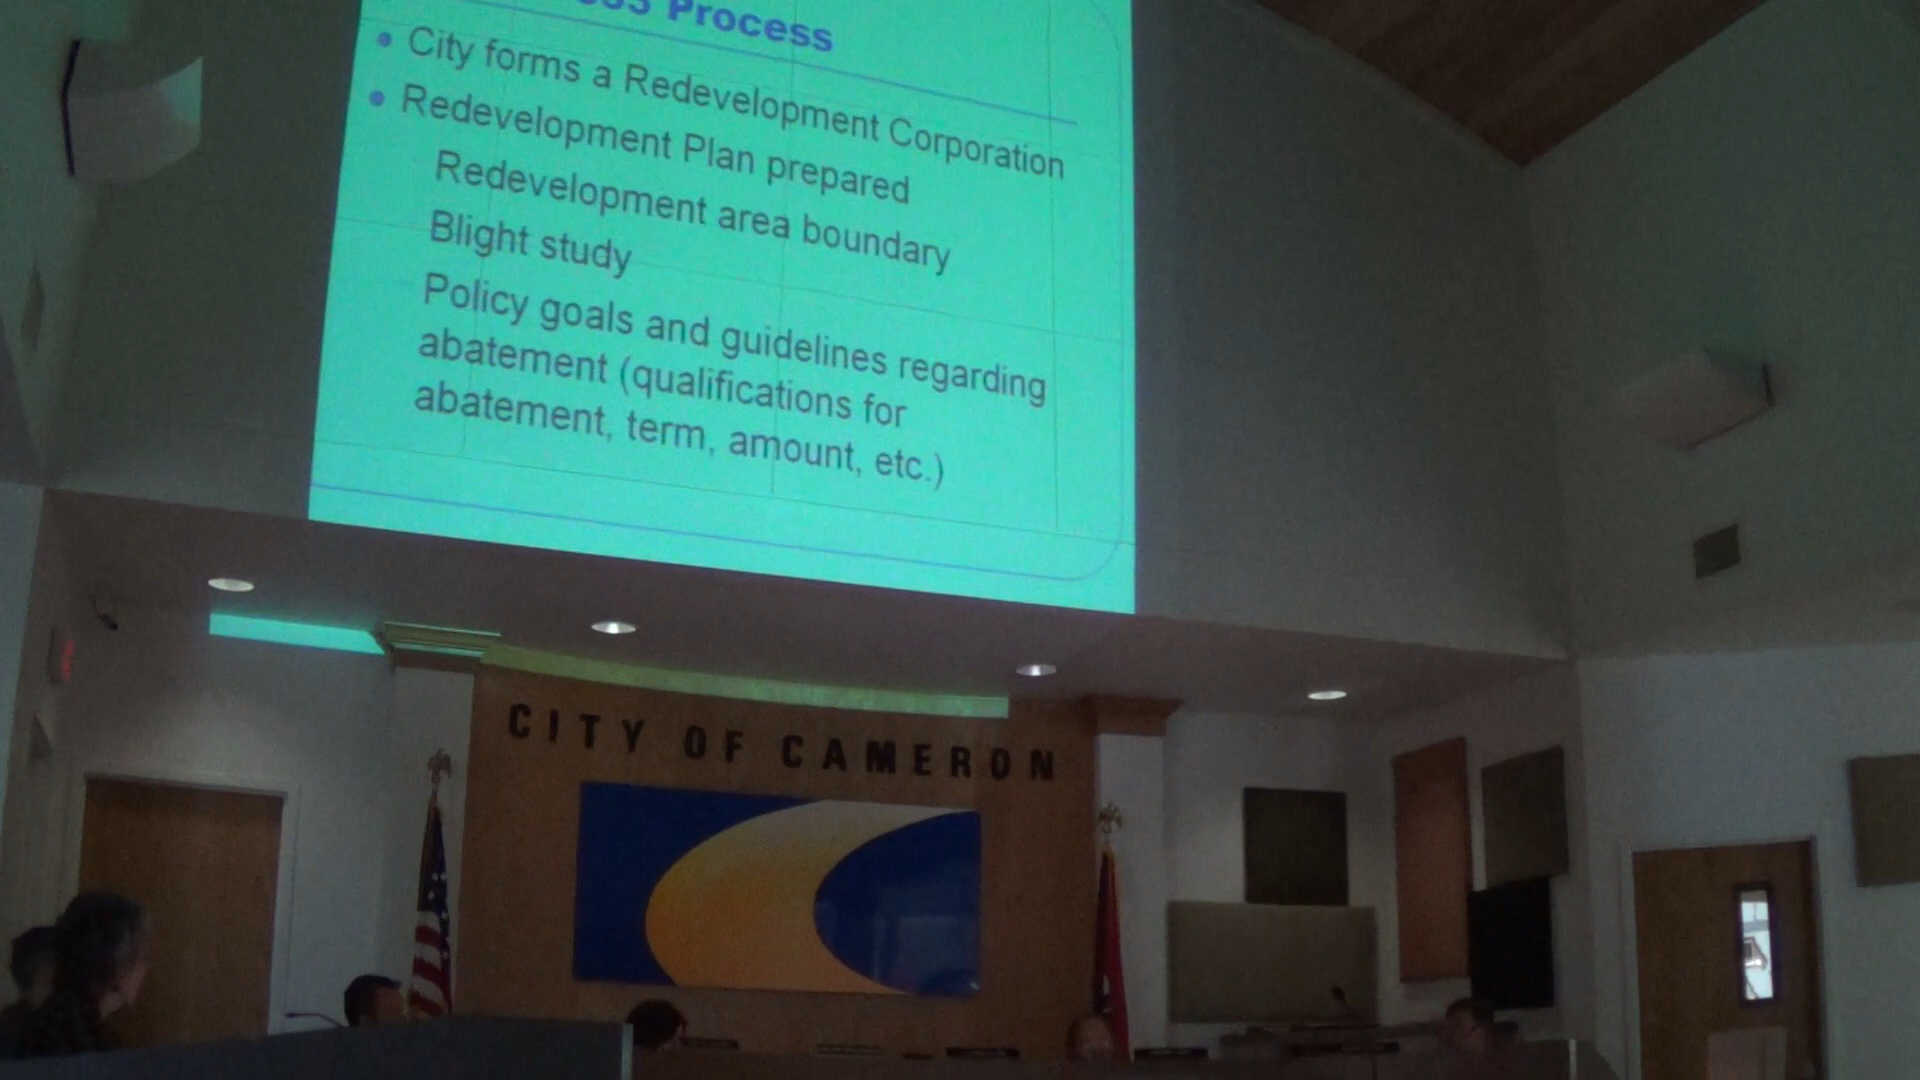 Process
City forms a Redevelopment Corporation
Redevelopment Plan prepared
Redevelopment area boundary
Blight study
Policy goals and guidelines regarding
abatement (qualifications for
abatement, term, amount, etc.)
CITY OF CAMERON